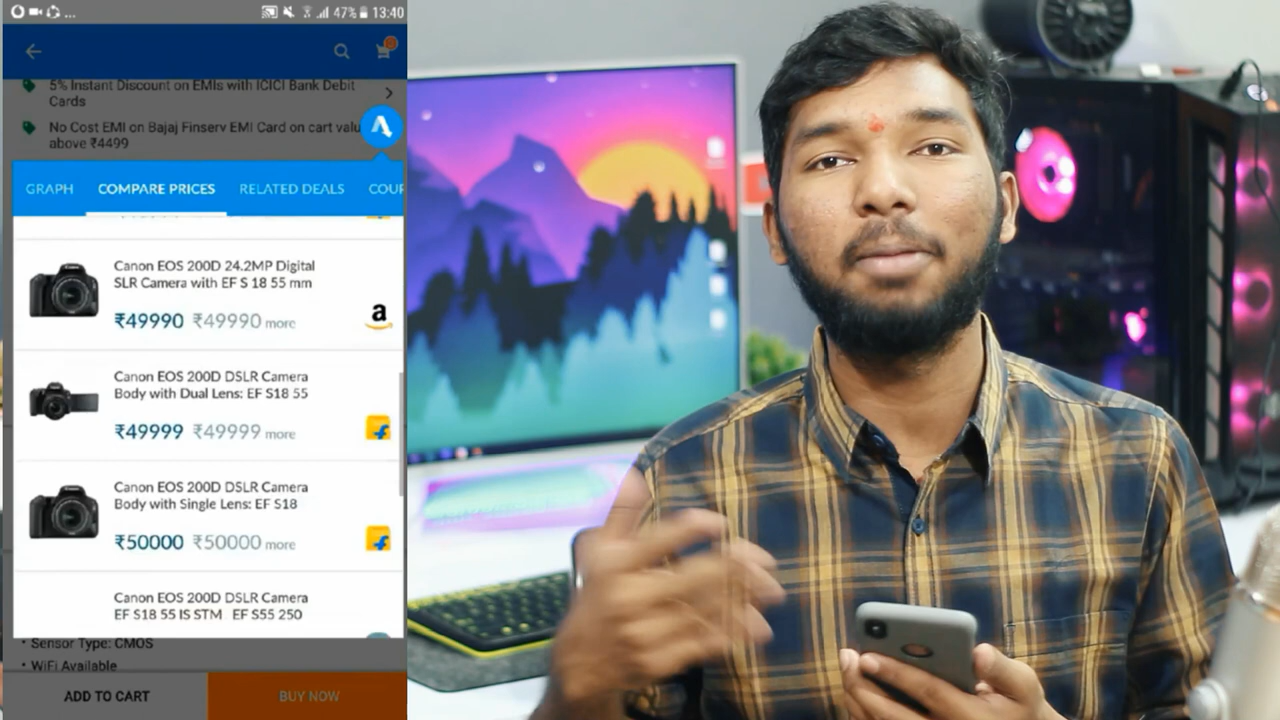 ... 47% 13:40
5% Instant Discount on EMIs with ICICI Bank Debit
Cards
No Cost EMI on Bajaj Finserv EMI Card on cart valu
above ₹4499
GRAPH COMPARE PRICES RELATED DEALS COUP
Canon EOS 200D 24.2MP Digital
SLR Camera with EF S 18 55 mm
₹49990 ₹49990 more
a
Canon EOS 200D DSLR Camera
Body with Dual Lens: EF S18 55
₹49999 ₹49999 more
Canon EOS 200D DSLR Camera
Body with Single Lens: EF S18
₹50000 ₹50000 more
Canon EOS 200D DSLR Camera
EF S18 55 IS STM EF S55 250
• Sensor Type: CMOS
• WiFi Available
ADD TO CART BUY NOW